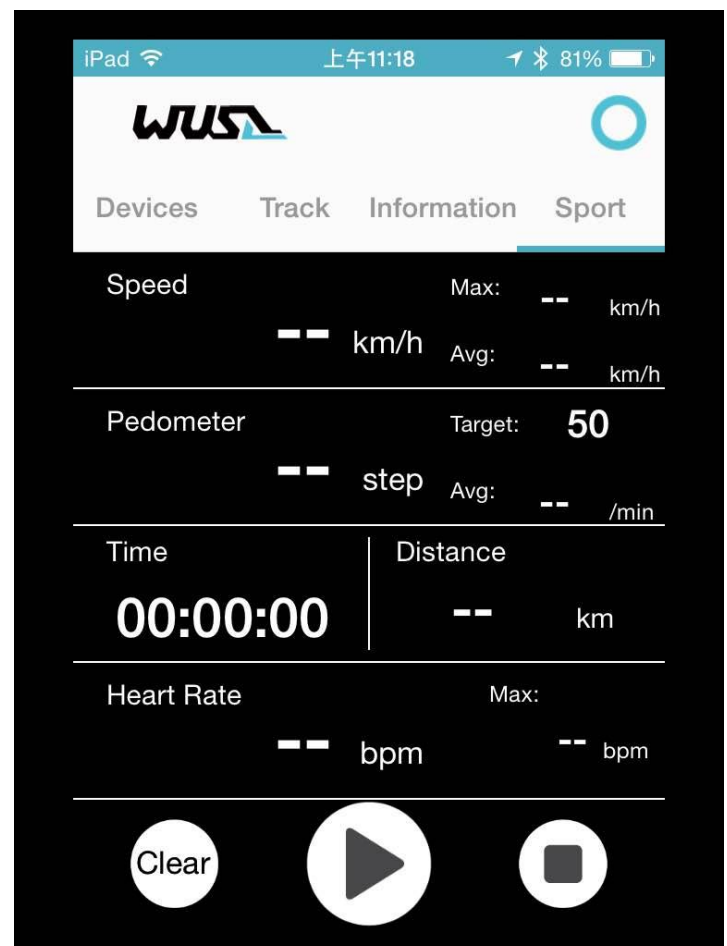 iPad 上午11:18 81%
WUSA
Devices Track Information Sport
Speed Max: -- km/h
-- km/h Avg: -- km/h
Pedometer Target: 50
-- step Avg: -- /min
Time Distance
00:00:00 -- km
Heart Rate Max:
-- bpm -- bpm
Clear